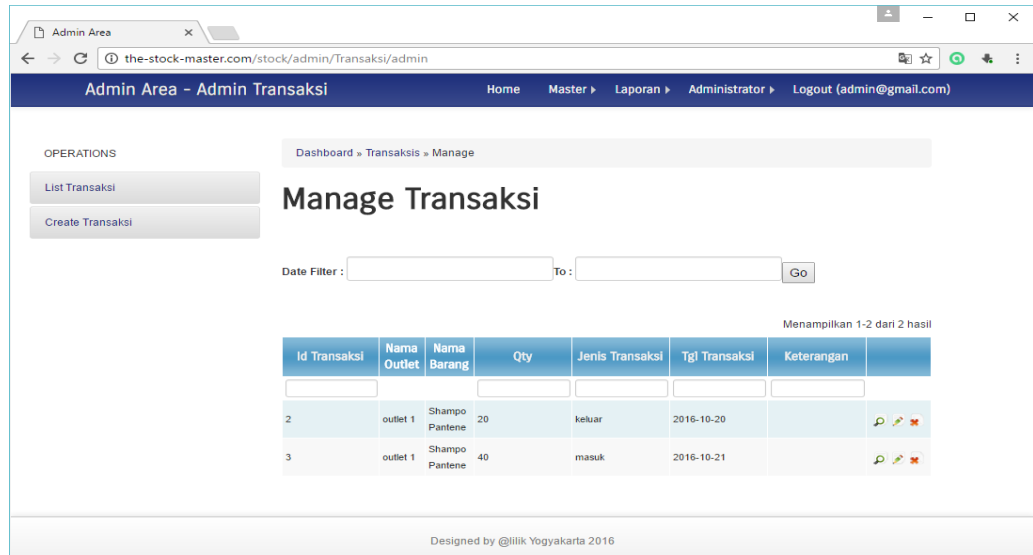 Admin Area
the-stock-master.com/stock/admin/Transaksi/admin
Admin Area - Admin Transaksi Home Master Laporan Administrator Logout (admin@gmail.com)
OPERATIONS
List Transaksi
Create Transaksi
Dashboard » Transaksis » Manage
Manage Transaksi
Date Filter : To : Go
Menampilkan 1-2 dari 2 hasil
Id Transaksi Nama Outlet Nama Barang Qty Jenis Transaksi Tgl Transaksi Keterangan
2 outlet 1 Shampo Pantene 20 keluar 2016-10-20
3 outlet 1 Shampo Pantene 40 masuk 2016-10-21
Designed by @lilik Yogyakarta 2016